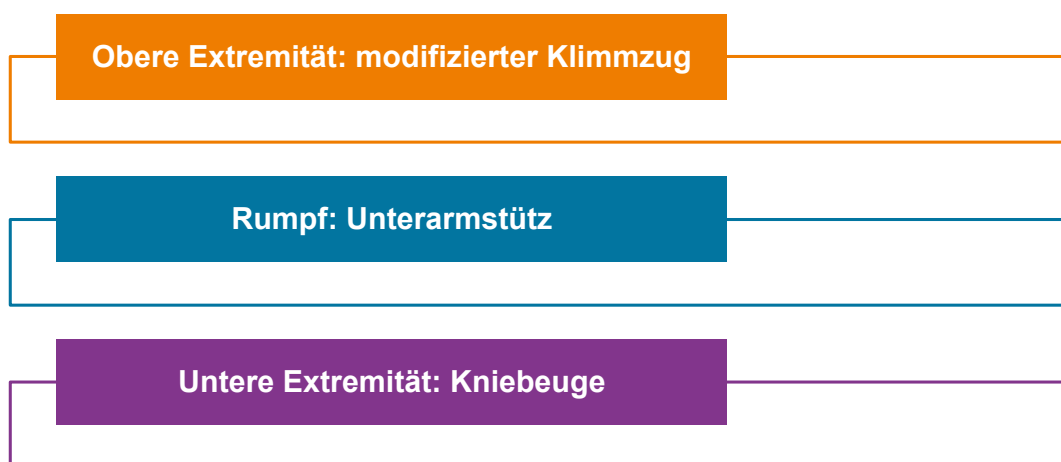 Obere Extremität: modifizierter Klimmzug
Rumpf: Unterarmstütz
Untere Extremität: Kniebeuge